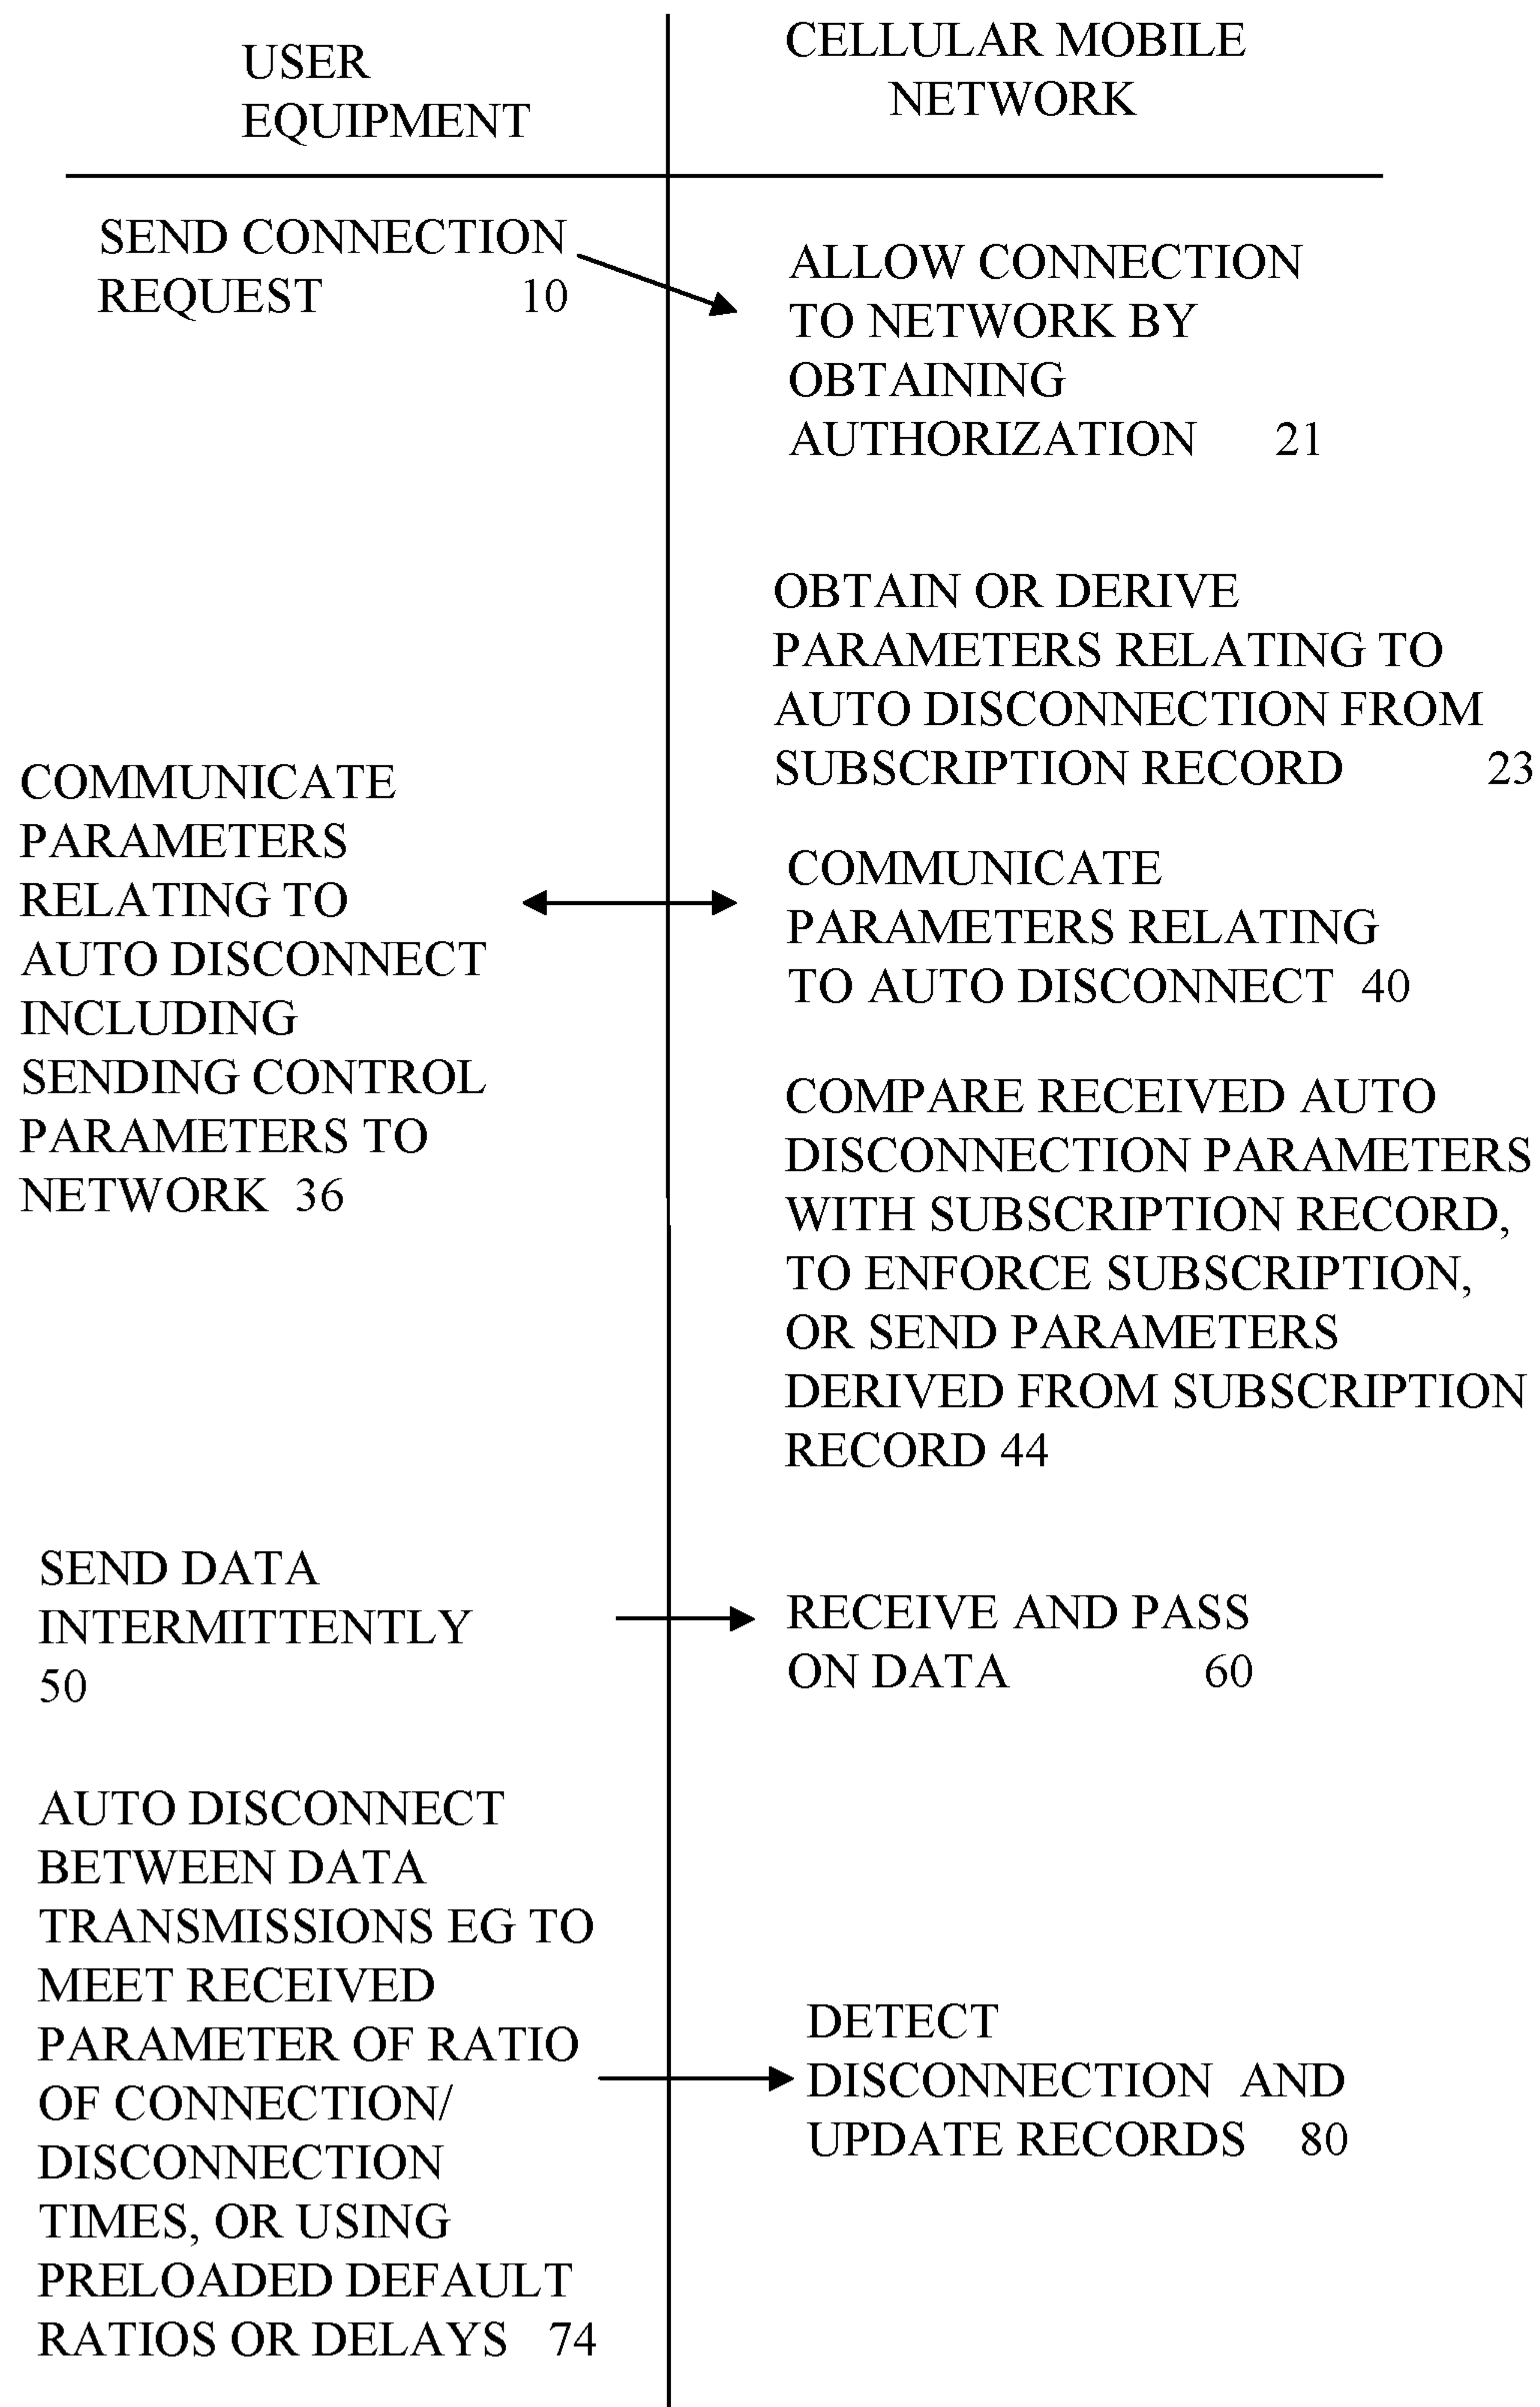 USER
EQUIPMENT
CELLULAR MOBILE
NETWORK
SEND CONNECTION
REQUEST 10
ALLOW CONNECTION
TO NETWORK BY
OBTAINING
AUTHORIZATION 21
OBTAIN OR DERIVE
PARAMETERS RELATING TO
AUTO DISCONNECTION FROM
SUBSCRIPTION RECORD 23
COMMUNICATE
PARAMETERS
RELATING TO
AUTO DISCONNECT
INCLUDING
SENDING CONTROL
PARAMETERS TO
NETWORK 36
COMMUNICATE
PARAMETERS RELATING
TO AUTO DISCONNECT 40
COMPARE RECEIVED AUTO
DISCONNECTION PARAMETERS
WITH SUBSCRIPTION RECORD,
TO ENFORCE SUBSCRIPTION,
OR SEND PARAMETERS
DERIVED FROM SUBSCRIPTION
RECORD 44
SEND DATA
INTERMITTENTLY
50
RECEIVE AND PASS
ON DATA 60
AUTO DISCONNECT
BETWEEN DATA
TRANSMISSIONS EG TO
MEET RECEIVED
PARAMETER OF RATIO
OF CONNECTION/
DISCONNECTION
TIMES, OR USING
PRELOADED DEFAULT
RATIOS OR DELAYS 74
DETECT
DISCONNECTION AND
UPDATE RECORDS 80